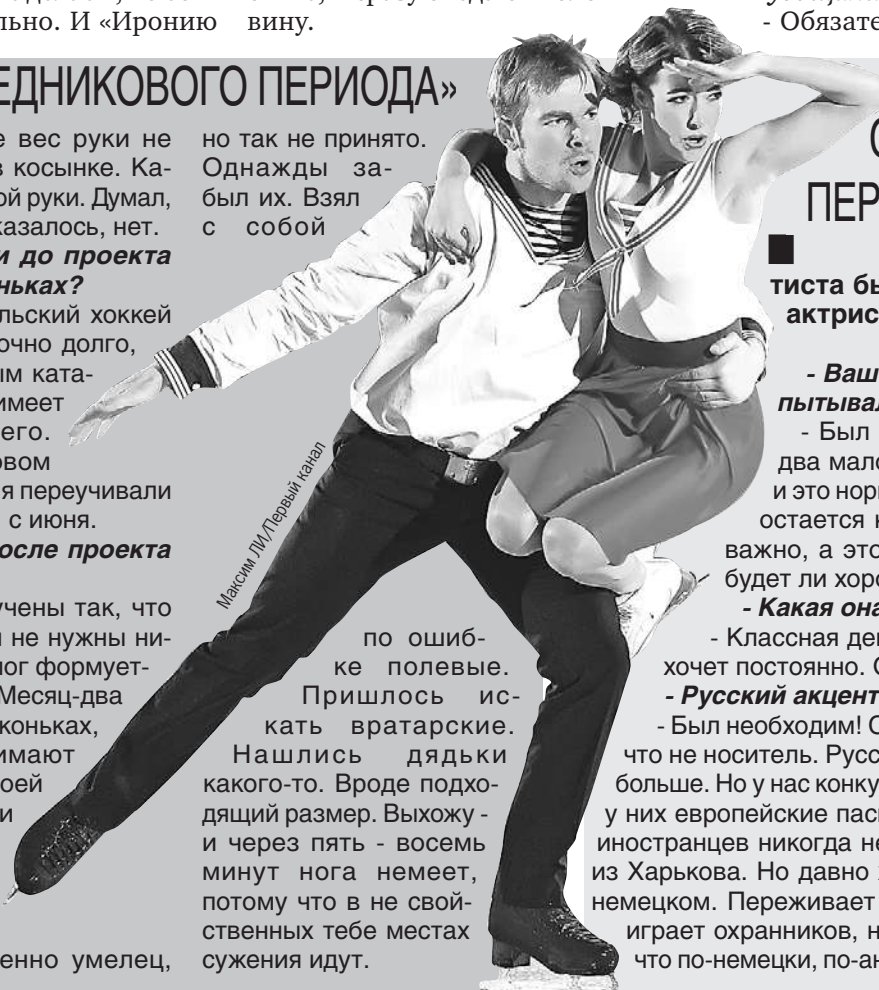 льно. И «Иронию
вину.
- Обязате
ЕДНИКОВОГО ПЕРИОДА»
е вес руки не
в косынке. Ка-
ой руки. Думал,
казалось, нет.
и до проекта
ньках?
льский хоккей
очно долго,
ым ката-
имеет
его.
овом
я переучивали
с июня.
осле проекта
учены так, что
и не нужны ни-
ног формует-
Месяц-два
коньках,
имают
оей
и
енно умелец,
но так не принято.
Однажды за-
был их. Взял
с собой
по ошиб-
ке полевые.
Пришлось ис-
кать вратарские.
Нашлись дядьки
какого-то. Вроде подхо-
дящий размер. Выхожу -
и через пять - восемь
минут нога немеет,
потому что в не свой-
ственных тебе местах
сужения идут.
Максим ЛИ/Первый канал
ПЕР
тиста бы
актрис
- Ваш
пытывал
- Был
два мало
и это норм
остается н
важно, а это
будет ли хоро
- Какая она
- Классная де
хочет постоянно. С
- Русский акцент
- Был необходим! С
что не носитель. Русс
больше. Но у нас конку
у них европейские пас
иностранцев никогда не
из Харькова. Но давно
немецком. Переживает
играет охранников, н
что по-немецки, по-ан